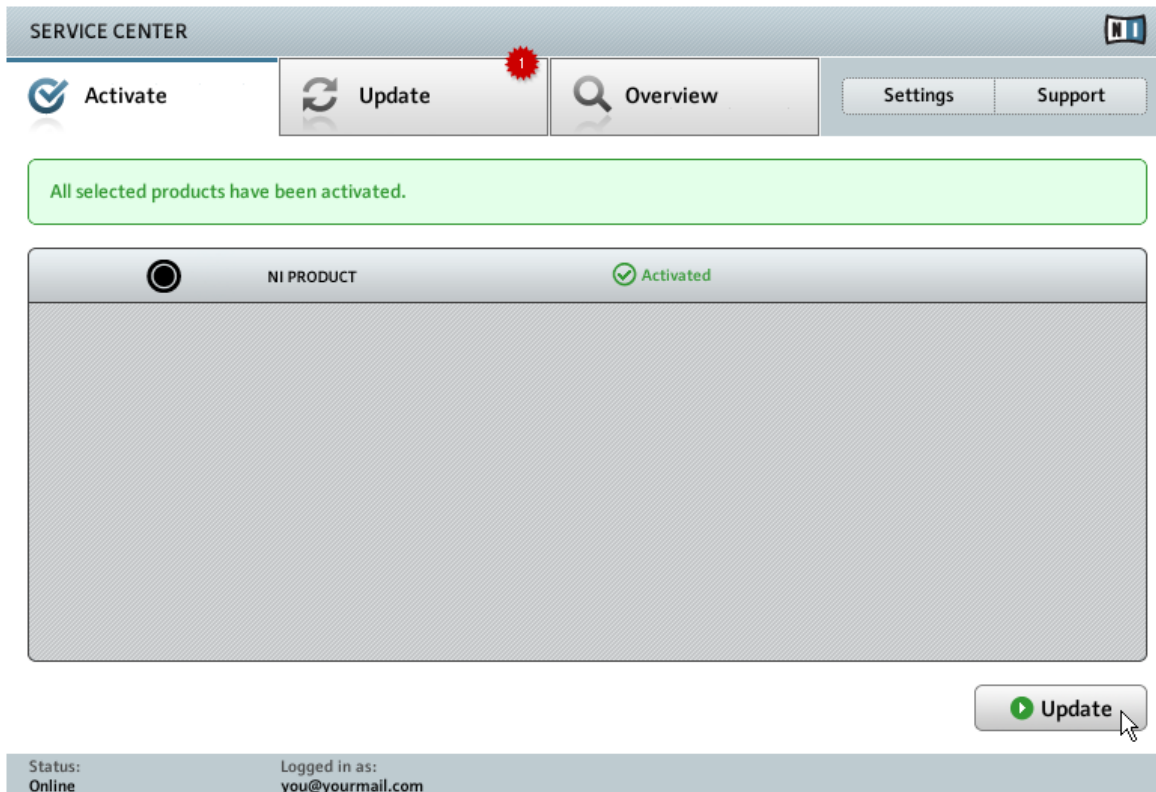 SERVICE CENTER
NI
Activate
Update
1
Overview
Settings
Support
All selected products have been activated.
NI PRODUCT
Activated
Update
Status:
Logged in as:
Online
you@yourmail.com